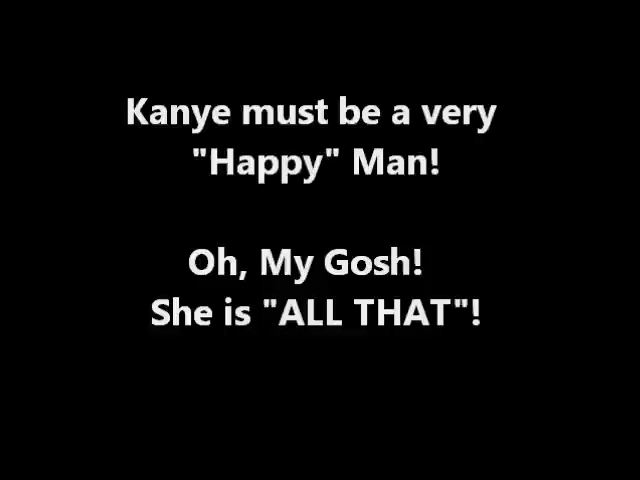 Kanye must be a very
"Happy" Man!
Oh, My Gosh!
She is "ALL THAT"!